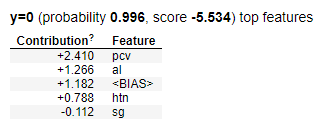 y=0 (probability 0.996, score -5.534) top features
Contribution? Feature
+2.410 pcv
+1.266 al
+1.182 <BIAS>
+0.788 htn
-0.112 sg